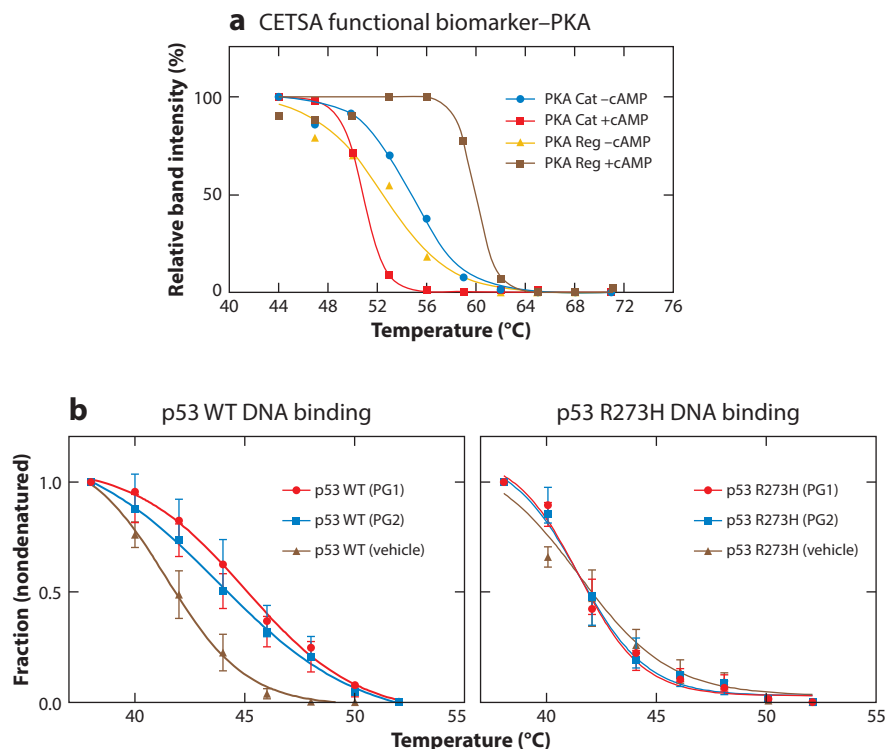 a CETSA functional biomarker–PKA
Relative band intensity (%)
100
50
0
PKA Cat –cAMP
PKA Cat +cAMP
PKA Reg –cAMP
PKA Reg +cAMP
40 44 48 52 56 60 64 68 72 76
Temperature (°C)
b p53 WT DNA binding
p53 R273H DNA binding
Fraction (nondenatured)
1.0
0.5
0.0
p53 WT (PG1)
p53 WT (PG2)
p53 WT (vehicle)
p53 R273H (PG1)
p53 R273H (PG2)
p53 R273H (vehicle)
40 45 50 55
40 45 50 55
Temperature (°C)